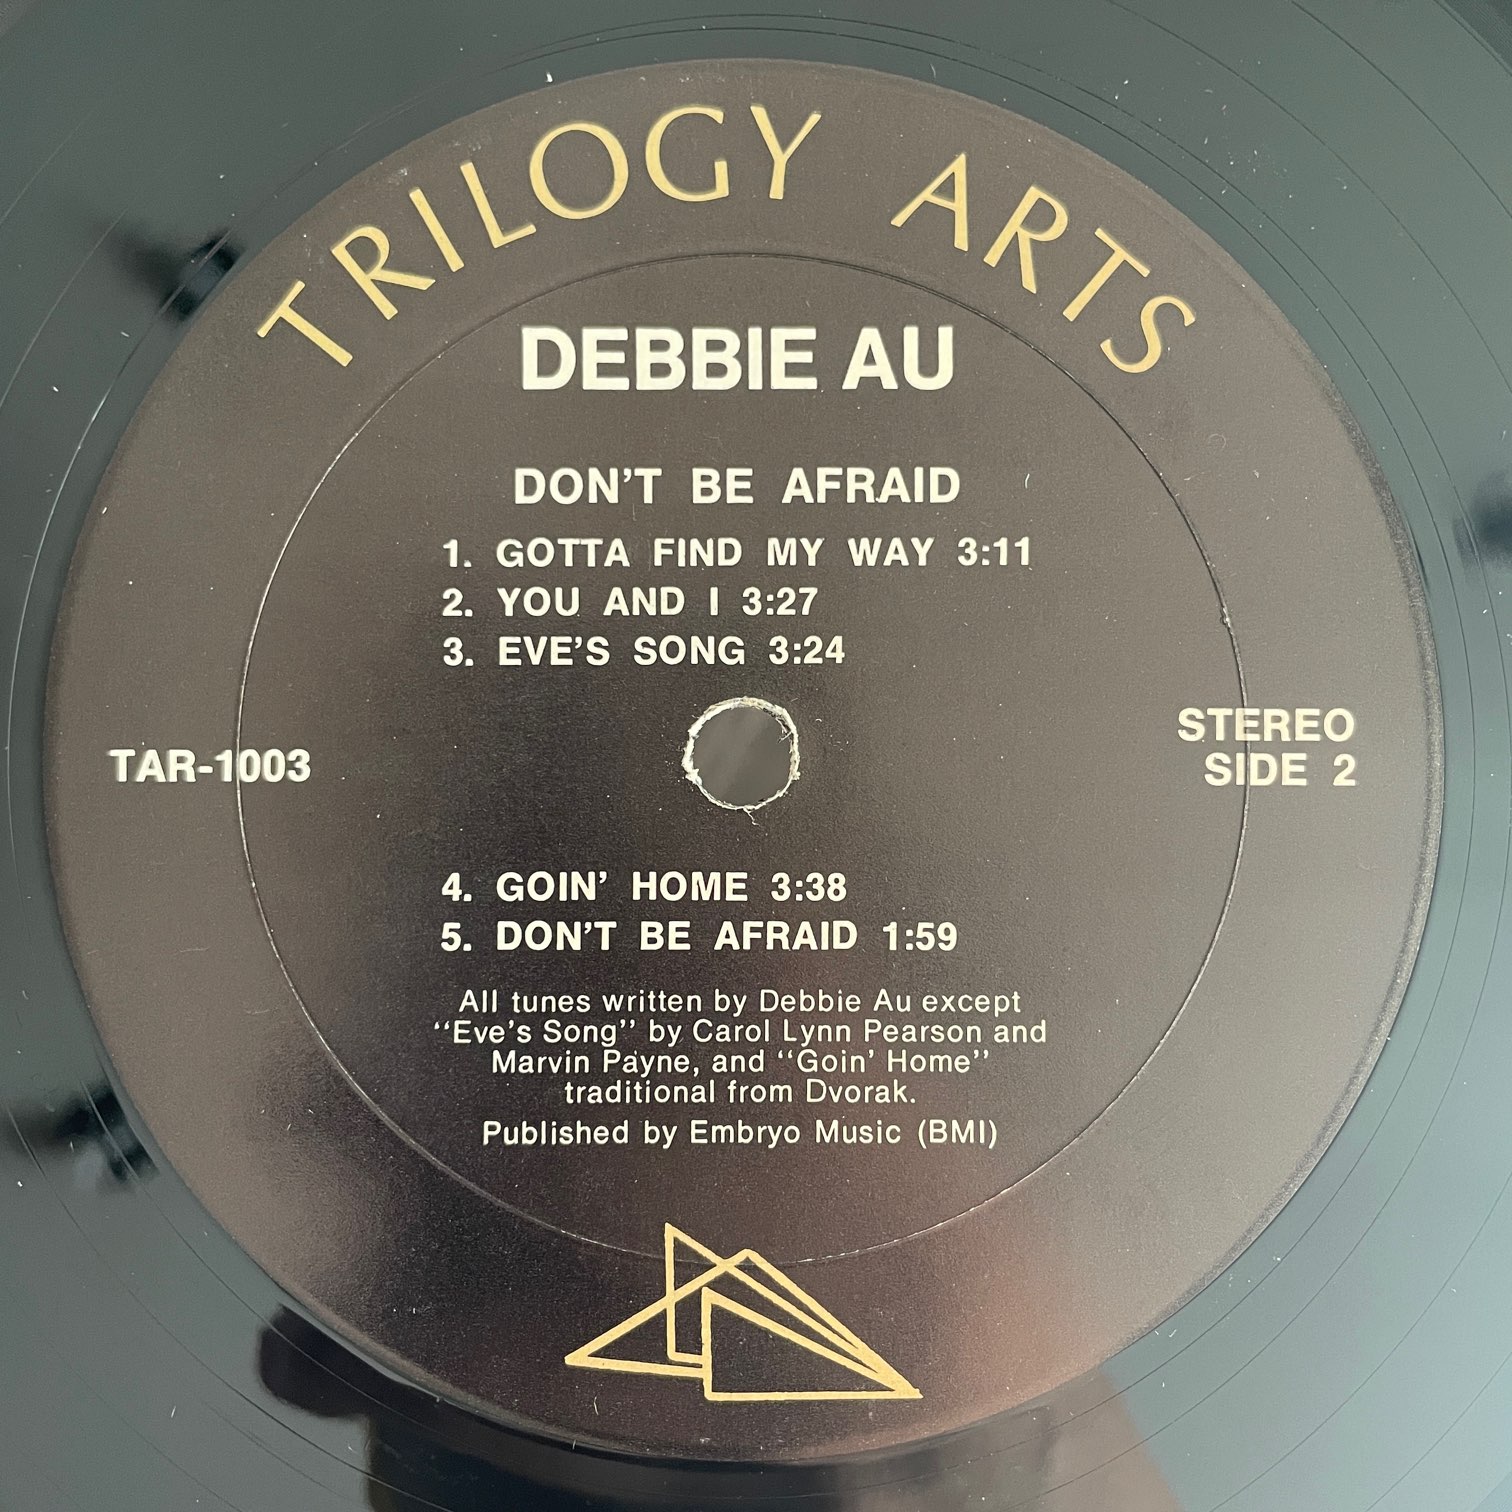 TRILOGY ARTS
DEBBIE AU
DON'T BE AFRAID
1. GOTTA FIND MY WAY 3:11
2. YOU AND I 3:27
3. EVE'S SONG 3:24
TAR-1003
STEREO
SIDE 2
4. GOIN' HOME 3:38
5. DON'T BE AFRAID 1:59
All tunes written by Debbie Au except
"Eve's Song" by Carol Lynn Pearson and
Marvin Payne, and "Goin' Home"
traditional from Dvorak.
Published by Embryo Music (BMI)